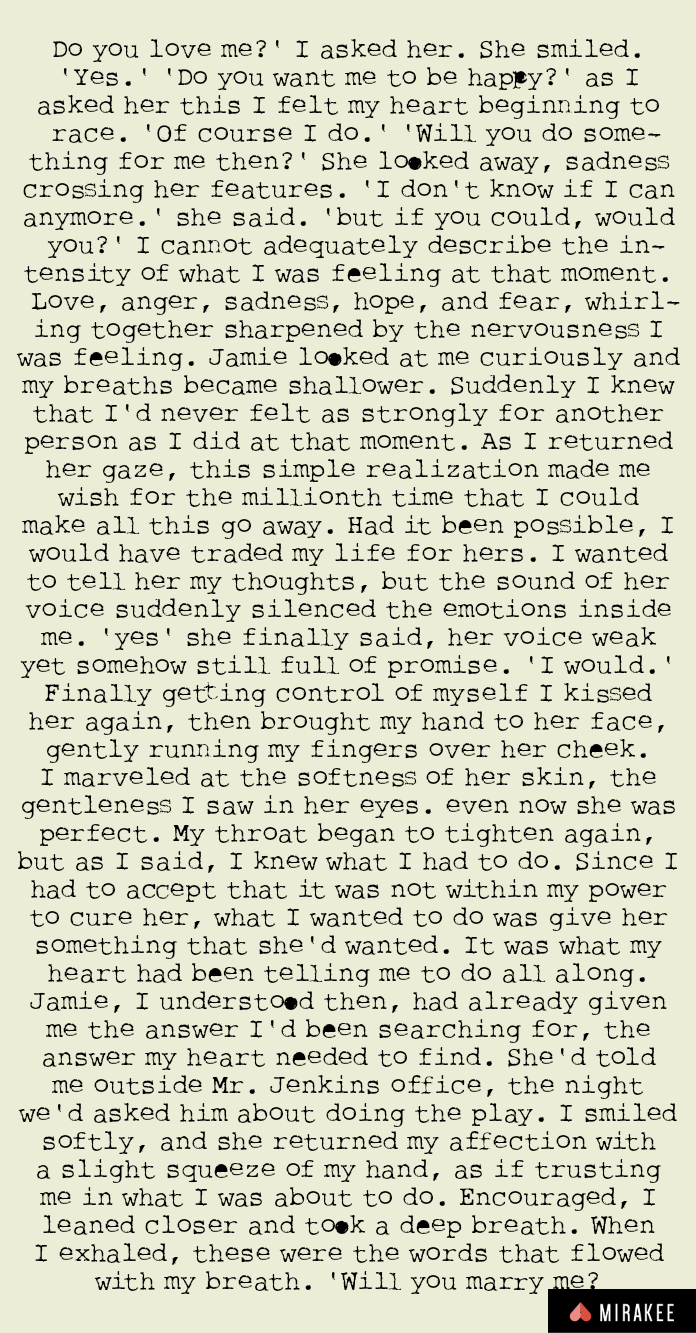 Do you love me?' I asked her. She smiled.
'Yes.' 'Do you want me to be happy?' as I
asked her this I felt my heart beginning to
race. 'Of course I do.' 'Will you do some-
thing for me then?' She looked away, sadness
crossing her features. 'I don't know if I can
anymore.' she said. 'but if you could, would
you?' I cannot adequately describe the in-
tensity of what I was feeling at that moment.
Love, anger, sadness, hope, and fear, whirl-
ing together sharpened by the nervousness I
was feeling. Jamie looked at me curiously and
my breaths became shallower. Suddenly I knew
that I'd never felt as strongly for another
person as I did at that moment. As I returned
her gaze, this simple realization made me
wish for the millionth time that I could
make all this go away. Had it been possible, I
would have traded my life for hers. I wanted
to tell her my thoughts, but the sound of her
voice suddenly silenced the emotions inside
me. 'yes' she finally said, her voice weak
yet somehow still full of promise. 'I would.'
Finally getting control of myself I kissed
her again, then brought my hand to her face,
gently running my fingers over her cheek.
I marveled at the softness of her skin, the
gentleness I saw in her eyes. even now she was
perfect. My throat began to tighten again,
but as I said, I knew what I had to do. Since I
had to accept that it was not within my power
to cure her, what I wanted to do was give her
something that she'd wanted. It was what my
heart had been telling me to do all along.
Jamie, I understood then, had already given
me the answer I'd been searching for, the
answer my heart needed to find. She'd told
me outside Mr. Jenkins office, the night
we'd asked him about doing the play. I smiled
softly, and she returned my affection with
a slight squeeze of my hand, as if trusting
me in what I was about to do. Encouraged, I
leaned closer and took a deep breath. When
I exhaled, these were the words that flowed
with my breath. 'Will you marry me?
MIRAKEE